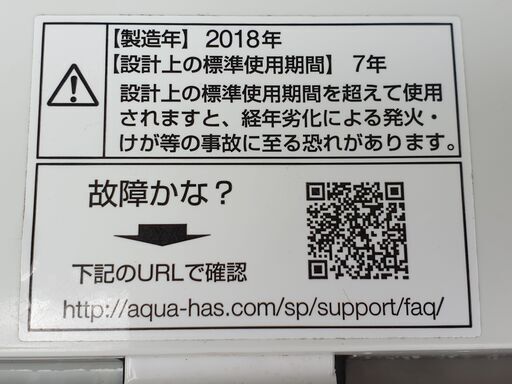 【製造年】 2018年
【設計上の標準使用期間】 7年
設計上の標準使用期間を超えて使用
されますと、経年劣化による発火・
けが等の事故に至る恐れがあります。
故障かな？
下記のURLで確認
http://aqua-has.com/sp/support/faq/